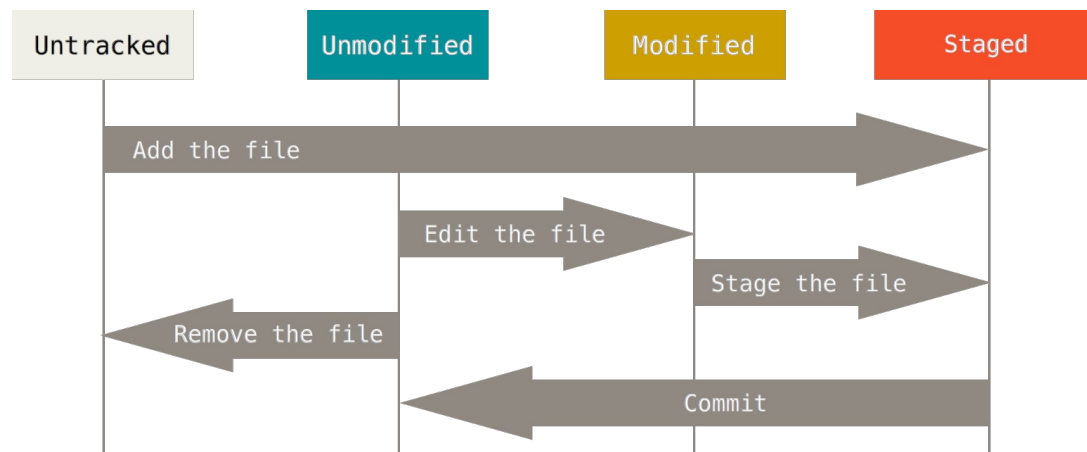 Untracked
Unmodified
Modified
Staged
Add the file
Edit the file
Stage the file
Remove the file
Commit